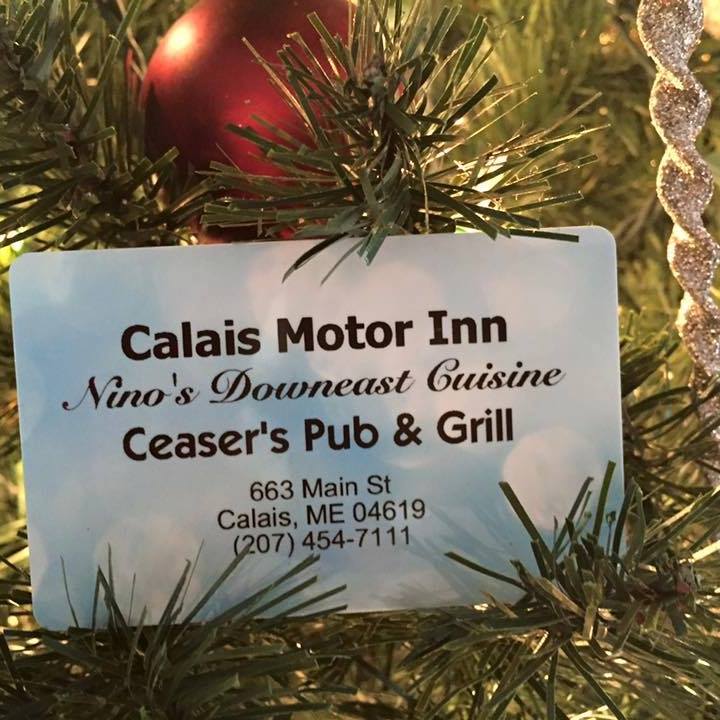 Calais Motor Inn
Nino's Downeast Cuisine
Ceaser's Pub & Grill
663 Main St
Calais, ME 04619
(207) 454-7111